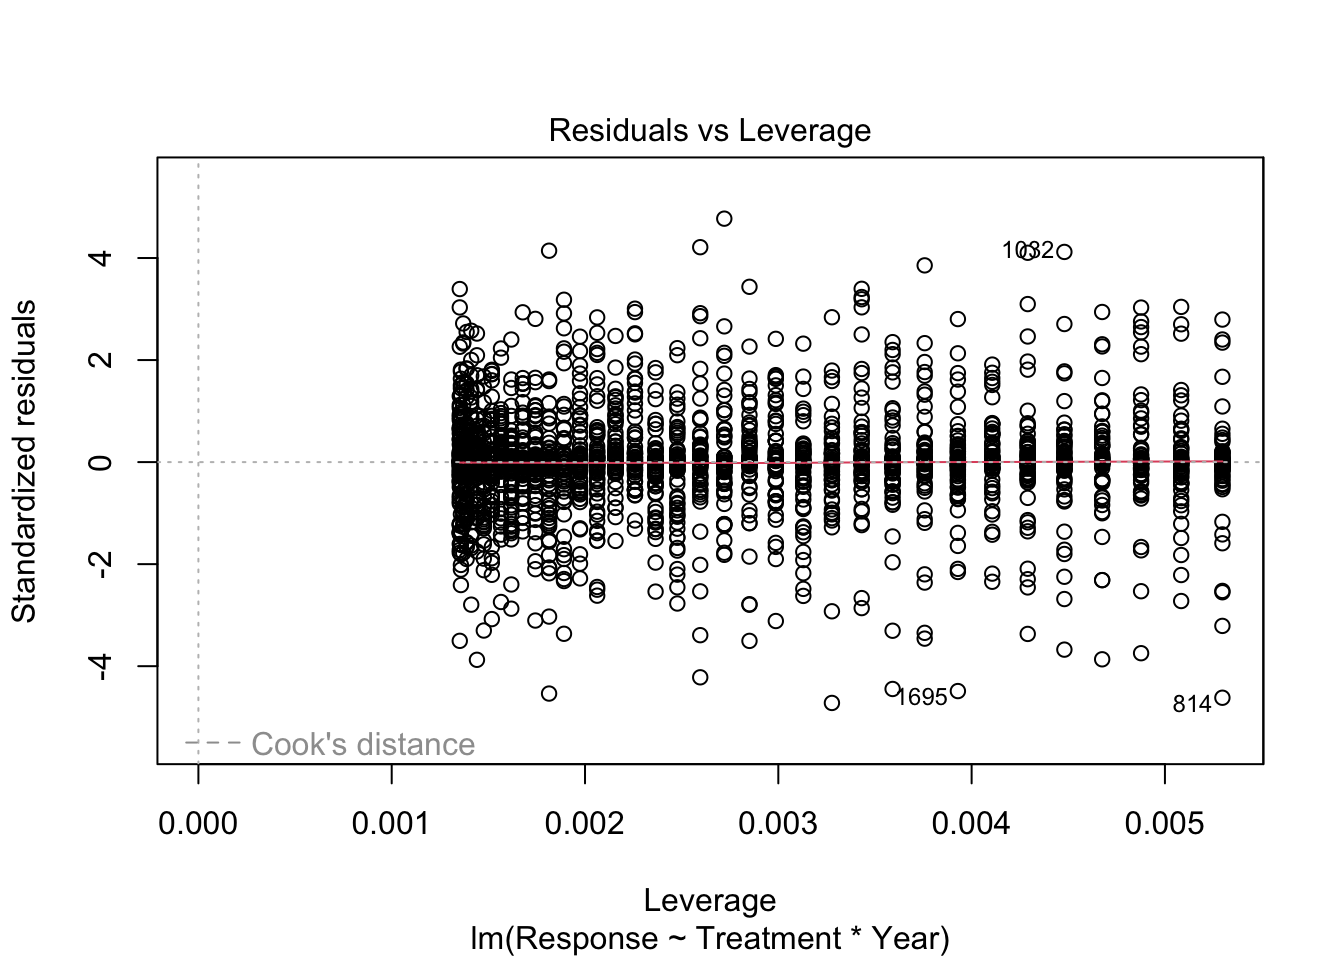 Residuals vs Leverage
Standardized residuals
4
2
0
-2
-4
1032
1695
814
Cook's distance
0.000 0.001 0.002 0.003 0.004 0.005
Leverage
lm(Response ~ Treatment * Year)